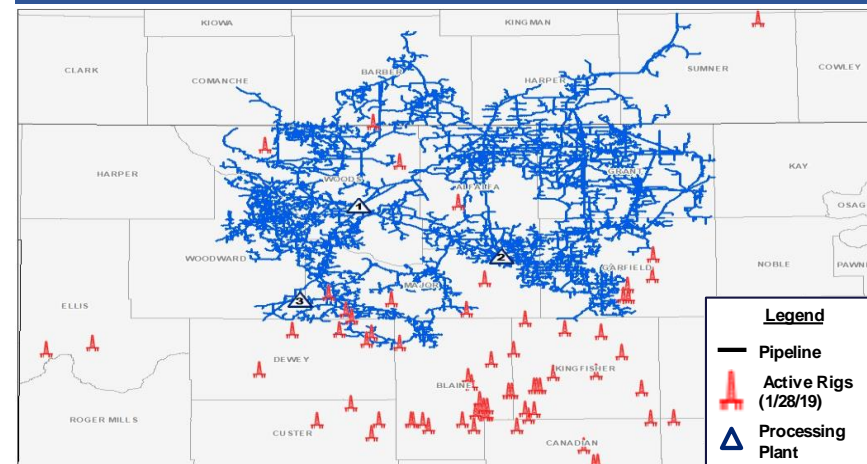 KIOWA
KINGMAN
CLARK
COMANCHE
BARBER
HARPER
SUMNER
COWLEY
HARPER
WOODS
ALFALFA
GRANT
KAY
OSAG
1
2
3
WOODWARD
MAJOR
GARFIELD
NOBLE
PAWN
ELLIS
DEWEY
BLAINE
KINGFISHER
ROGER MILLS
CUSTER
CANADIAN
Legend
Pipeline
Active Rigs
(1/28/19)
Processing
Plant